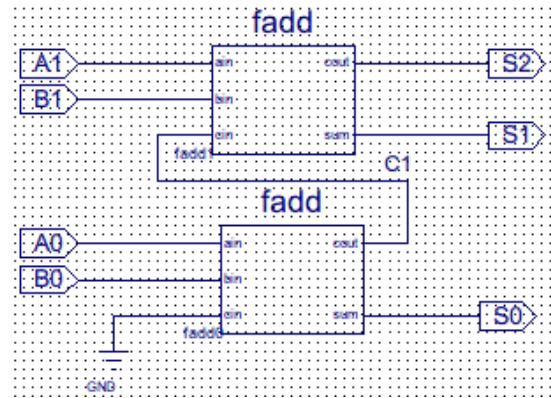 fadd
A1 ain cout S2
B1 bin
cin sum S1
fadd1
C1
fadd
A0 ain cout
B0 bin
cin sum S0
fadd0
GND